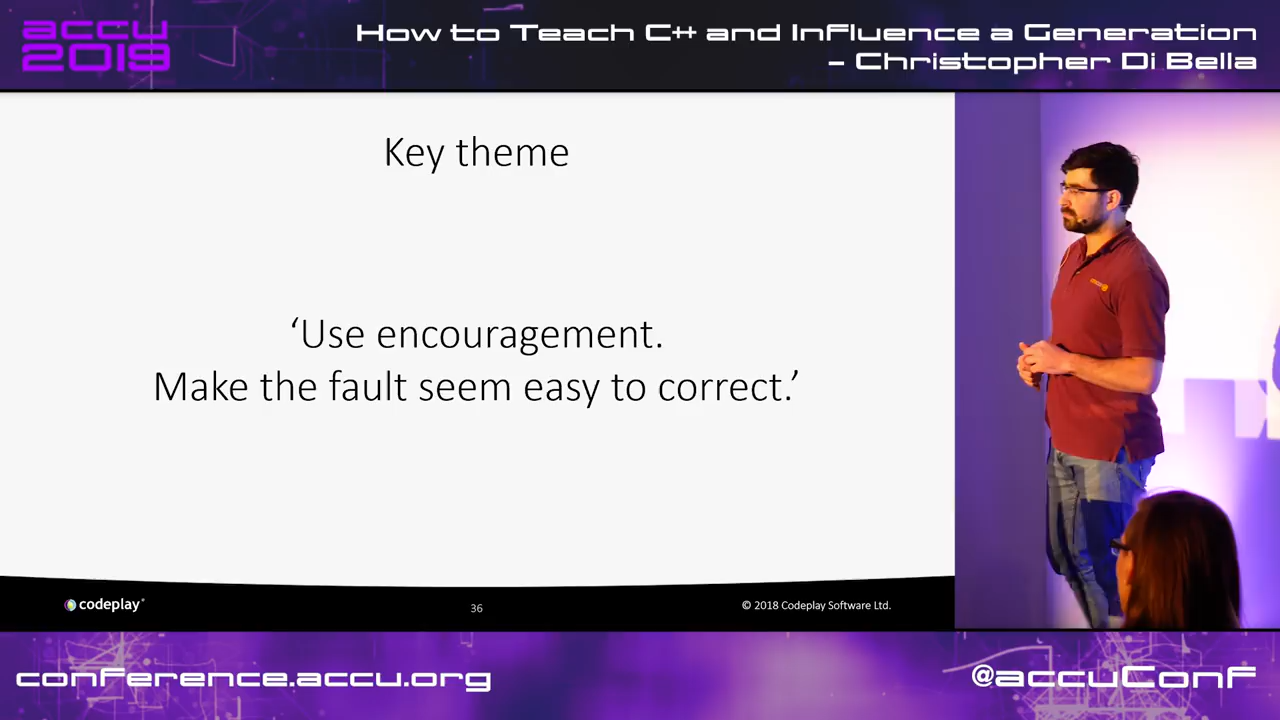 accu
2019
How to Teach C++ and Influence a Generation
– Christopher Di Bella
Key theme
‘Use encouragement.
Make the fault seem easy to correct.’
codeplay®
36
© 2018 Codeplay Software Ltd.
conference.accu.org
@accuConf